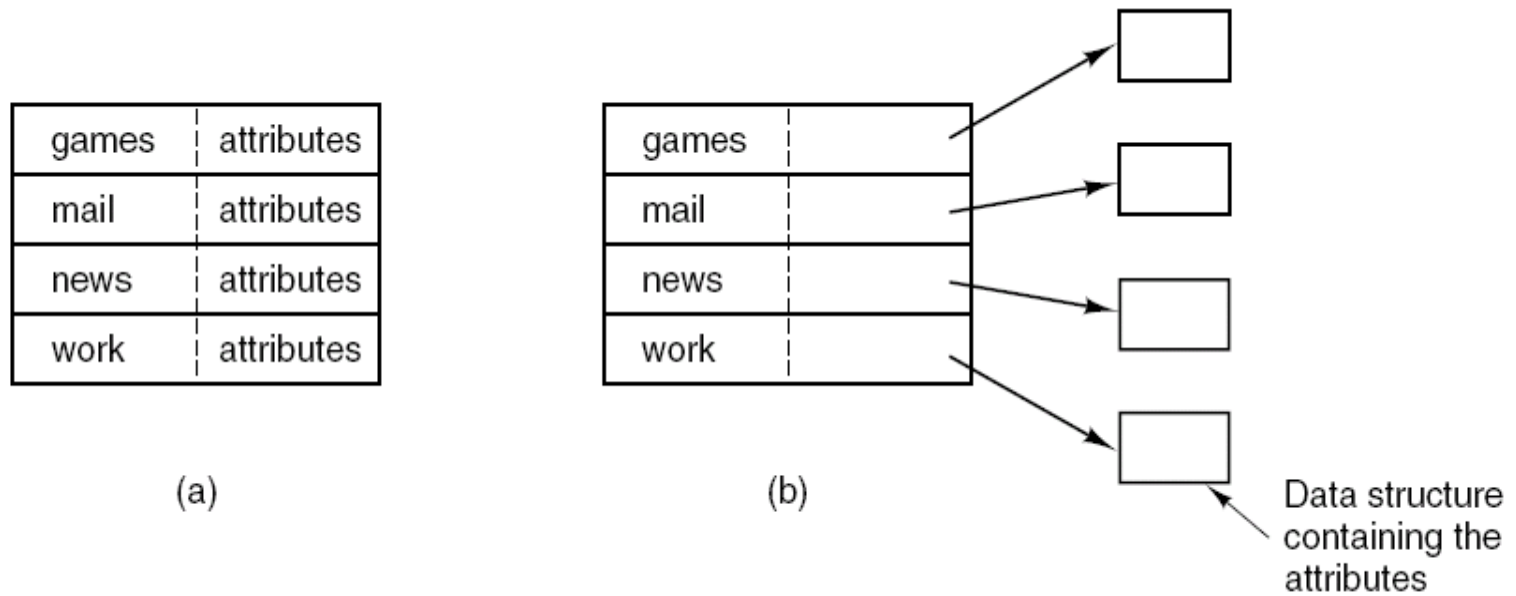 games attributes
mail attributes
news attributes
work attributes
(a)
games
mail
news
work
(b)
Data structure
containing the
attributes